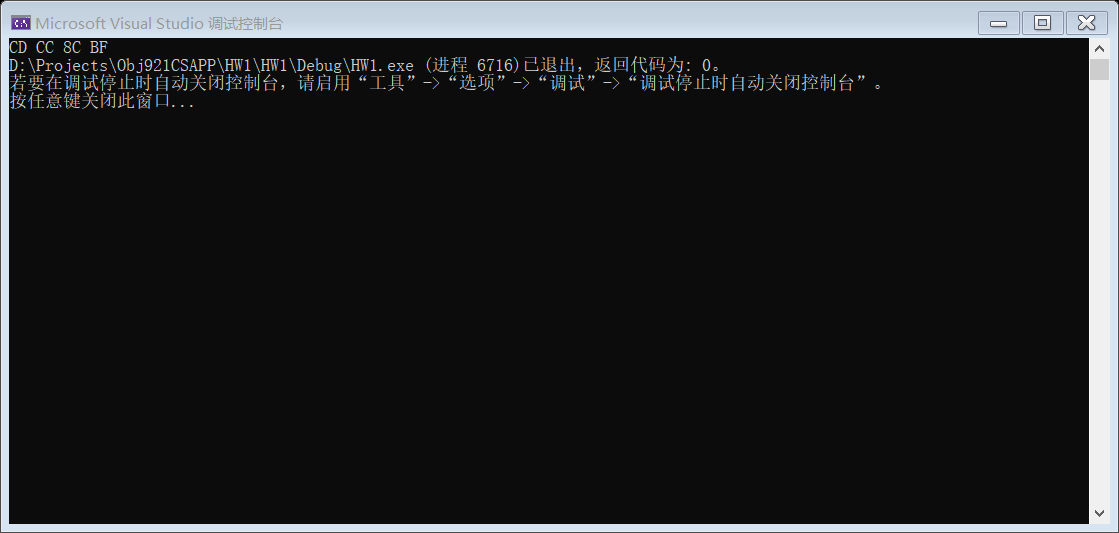 Microsoft Visual Studio 调试控制台
CD CC 8C BF
D:\Projects\Obj921CSAPP\HW1\HW1\Debug\HW1.exe (进程 6716)已退出，返回代码为: 0。
若要在调试停止时自动关闭控制台，请启用“工具”->“选项”->“调试”->“调试停止时自动关闭控制台”。
按任意键关闭此窗口...